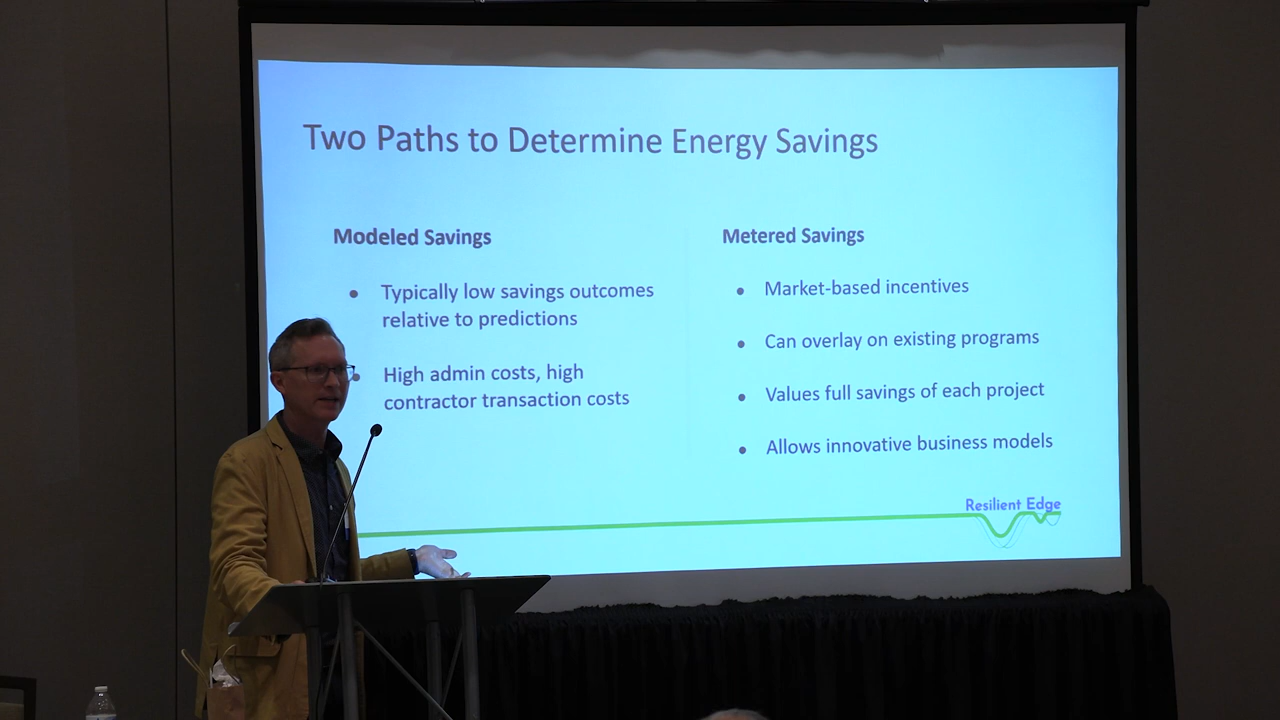 Two Paths to Determine Energy Savings
Modeled Savings
● Typically low savings outcomes
relative to predictions
● High admin costs, high
contractor transaction costs
Metered Savings
● Market-based incentives
● Can overlay on existing programs
● Values full savings of each project
● Allows innovative business models
Resilient Edge